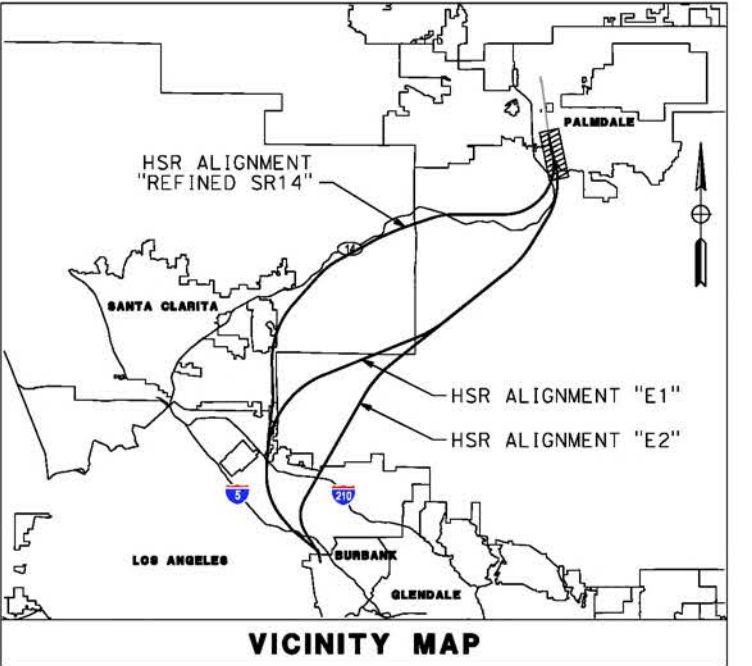 PALMDALE
HSR ALIGNMENT
"REFINED SR14"
14
SANTA CLARITA
HSR ALIGNMENT "E1"
HSR ALIGNMENT "E2"
5
210
LOS ANGELES
BURBANK
GLENDALE
VICINITY MAP